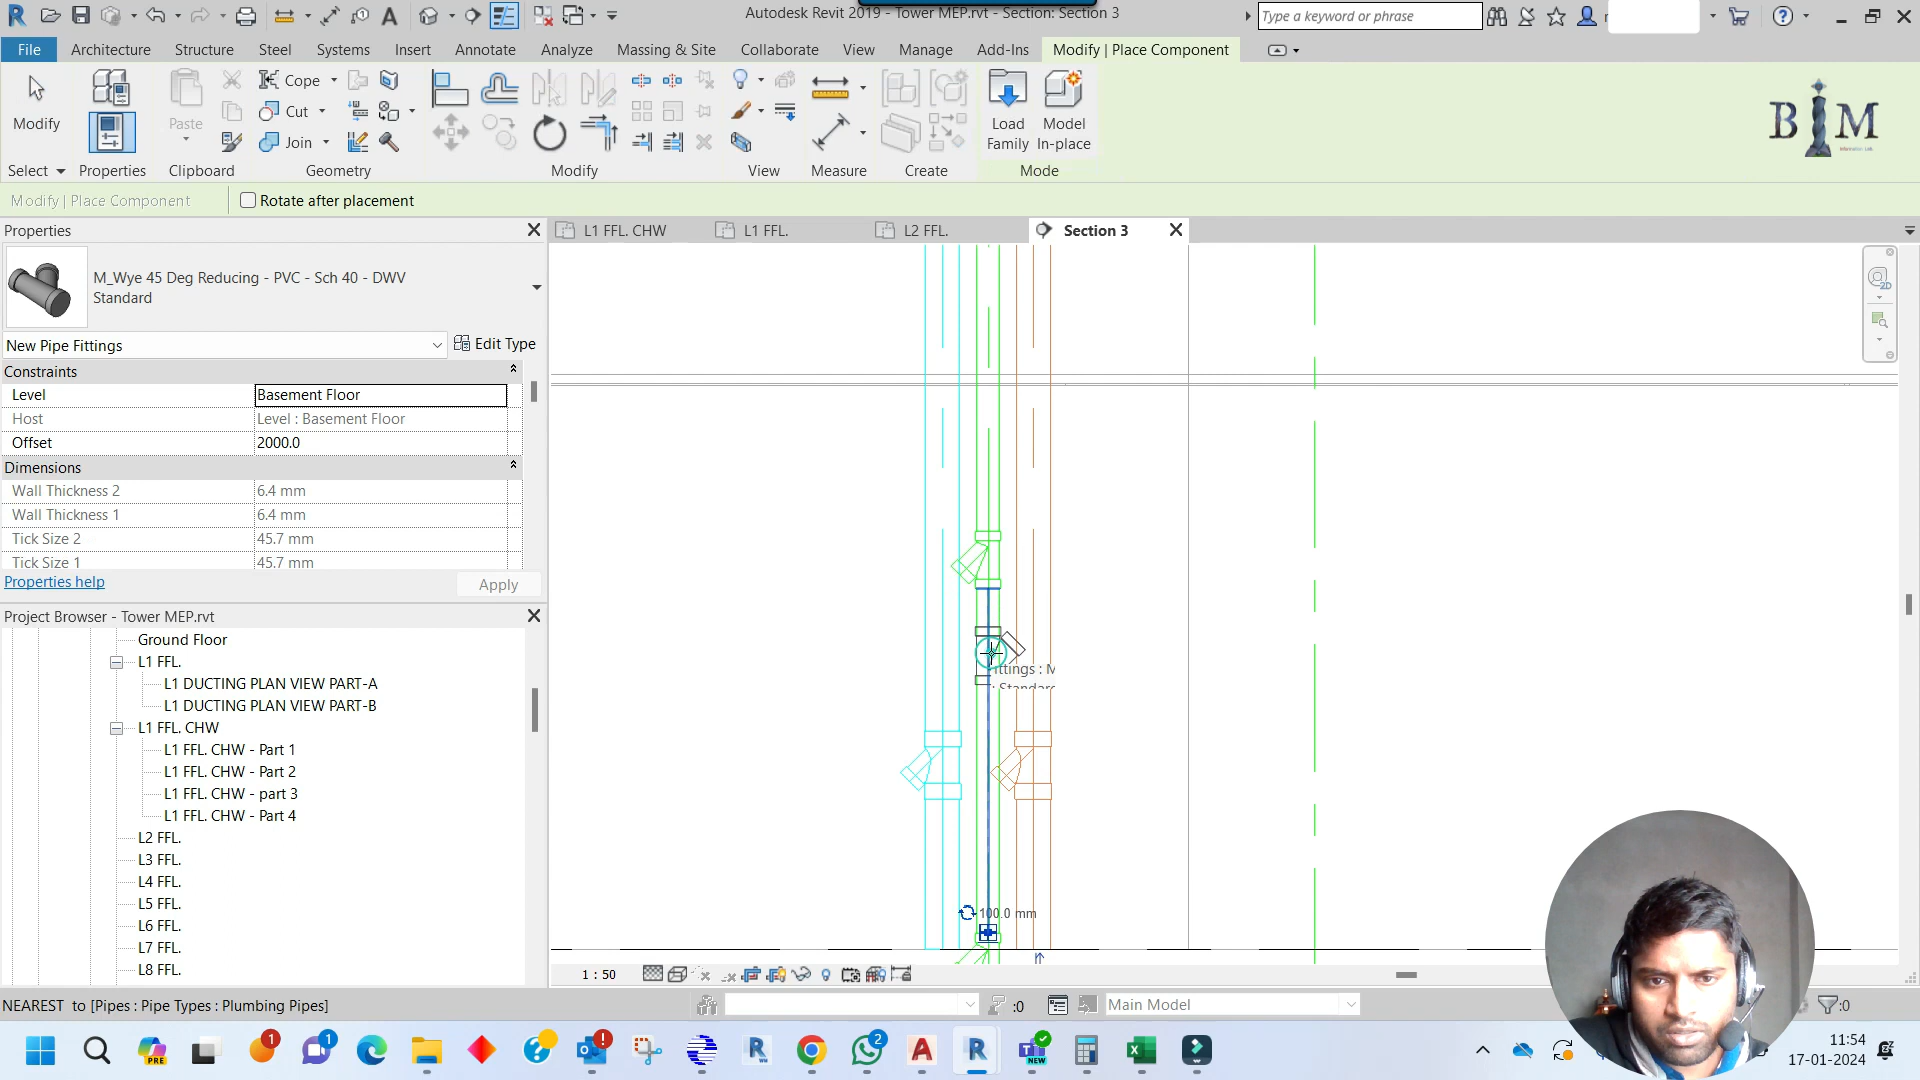 Autodesk Revit 2019 - Tower MEP.rvt - Section: Section 3
Type a keyword or phrase
File Architecture Structure Steel Systems Insert Annotate Analyze Massing & Site Collaborate View Manage Add-Ins Modify | Place Component
Modify
Paste
Cope
Cut
Join
Load Family
Model In-place
BIM
Select Properties Clipboard Geometry Modify View Measure Create Mode
Modify | Place Component
Rotate after placement
Properties
L1 FFL. CHW
L1 FFL.
L2 FFL.
Section 3
M_Wye 45 Deg Reducing - PVC - Sch 40 - DWV
Standard
New Pipe Fittings
Edit Type
Constraints
Level Basement Floor
Host Level : Basement Floor
Offset 2000.0
Dimensions
Wall Thickness 2 6.4 mm
Wall Thickness 1 6.4 mm
Tick Size 2 45.7 mm
Tick Size 1 45.7 mm
Properties help
Apply
Project Browser - Tower MEP.rvt
Ground Floor
L1 FFL.
L1 DUCTING PLAN VIEW PART-A
L1 DUCTING PLAN VIEW PART-B
L1 FFL. CHW
L1 FFL. CHW - Part 1
L1 FFL. CHW - Part 2
L1 FFL. CHW - part 3
L1 FFL. CHW - Part 4
L2 FFL.
L3 FFL.
L4 FFL.
L5 FFL.
L6 FFL.
L7 FFL.
L8 FFL.
2D
ittings : M
: Standard
100.0 mm
1 : 50
NEAREST to [Pipes : Pipe Types : Plumbing Pipes]
:0
Main Model
:0
PRE
1
1
2
NEW
11:54
17-01-2024